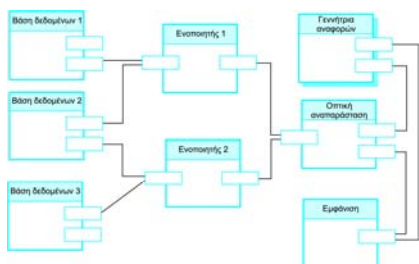 Βάση δεδομένων 1
Ενοποιητής 1
Γεννήτρια
αναφορών
Βάση δεδομένων 2
Οπτική
αναπαράσταση
Ενοποιητής 2
Βάση δεδομένων 3
Εμφάνιση